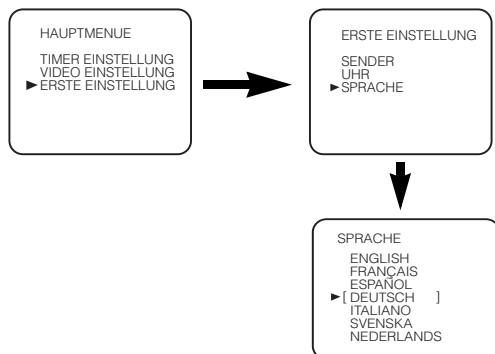 HAUPTMENUE
TIMER EINSTELLUNG
VIDEO EINSTELLUNG
►ERSTE EINSTELLUNG
ERSTE EINSTELLUNG
SENDER
UHR
►SPRACHE
SPRACHE
ENGLISH
FRANÇAIS
ESPAÑOL
►[ DEUTSCH ]
ITALIANO
SVENSKA
NEDERLANDS